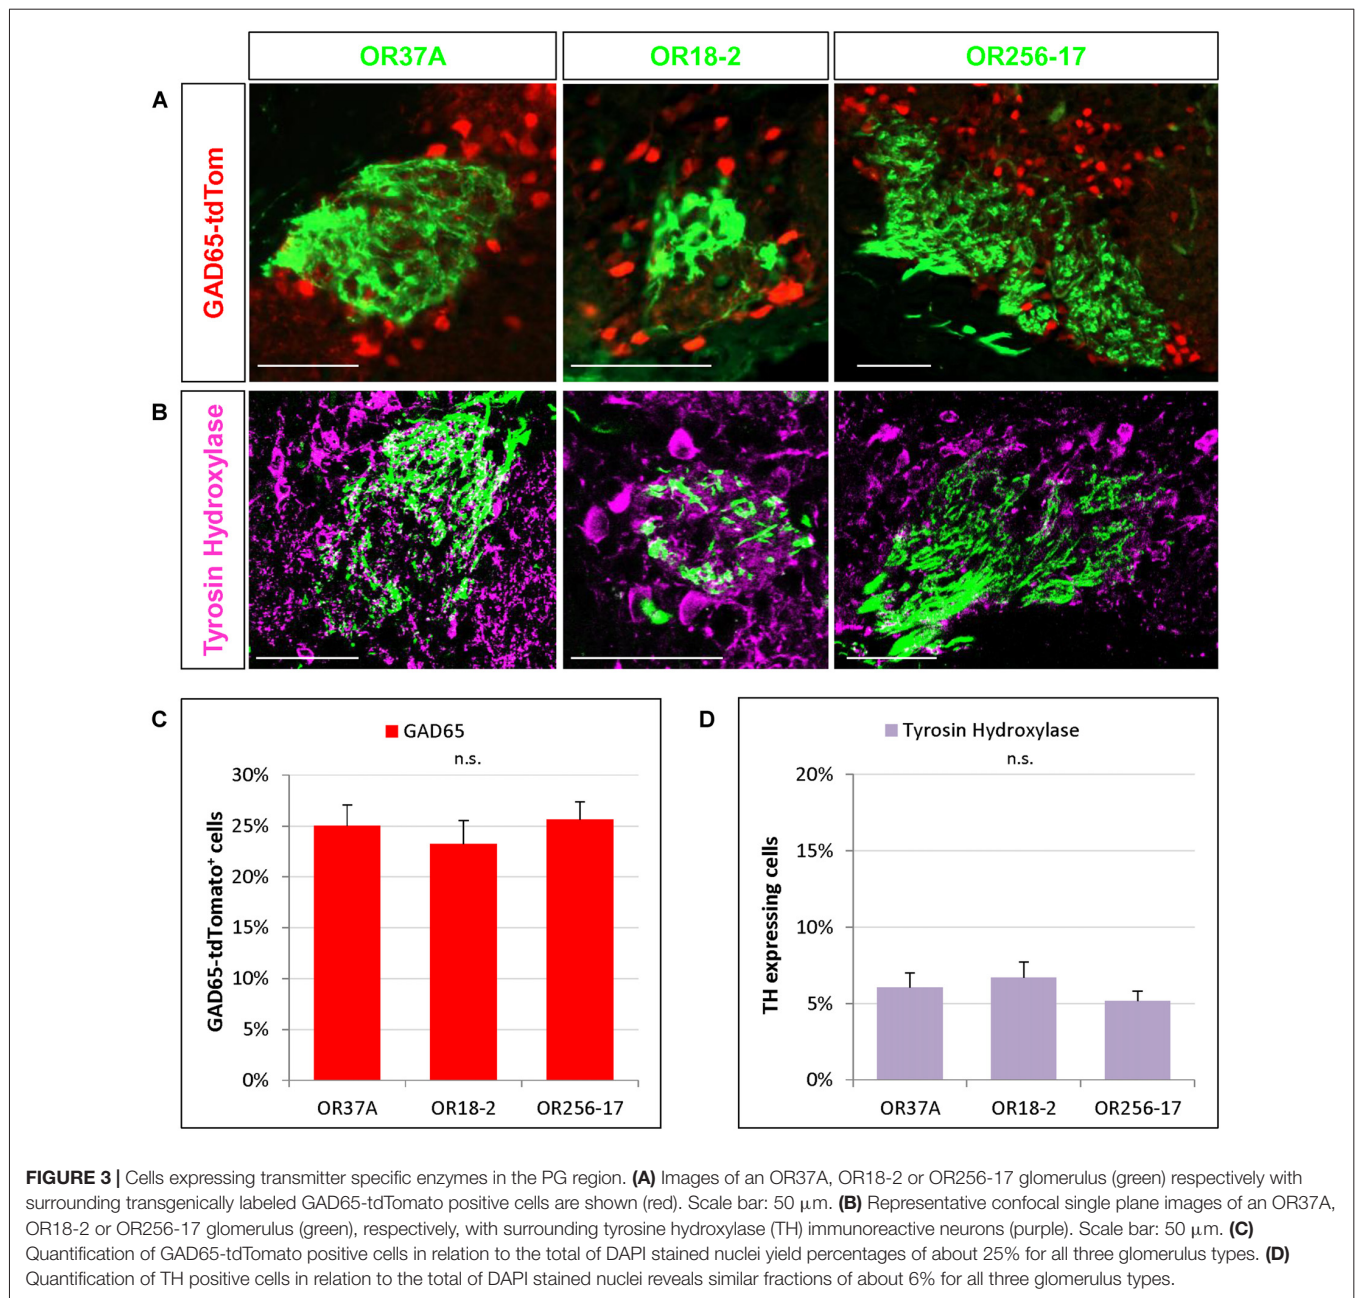 OR37A
OR18-2
OR256-17
A
GAD65-tdTom
B
Tyrosin Hydroxylase
C
GAD65
n.s.
30%
25%
20%
15%
10%
5%
0%
GAD65-tdTomato⁺ cells
OR37A OR18-2 OR256-17
D
Tyrosin Hydroxylase
n.s.
20%
15%
10%
5%
0%
TH expressing cells
OR37A OR18-2 OR256-17
FIGURE 3 | Cells expressing transmitter specific enzymes in the PG region. (A) Images of an OR37A, OR18-2 or OR256-17 glomerulus (green) respectively with
surrounding transgenically labeled GAD65-tdTomato positive cells are shown (red). Scale bar: 50 μm. (B) Representative confocal single plane images of an OR37A,
OR18-2 or OR256-17 glomerulus (green), respectively, with surrounding tyrosine hydroxylase (TH) immunoreactive neurons (purple). Scale bar: 50 μm. (C)
Quantification of GAD65-tdTomato positive cells in relation to the total of DAPI stained nuclei yield percentages of about 25% for all three glomerulus types. (D)
Quantification of TH positive cells in relation to the total of DAPI stained nuclei reveals similar fractions of about 6% for all three glomerulus types.